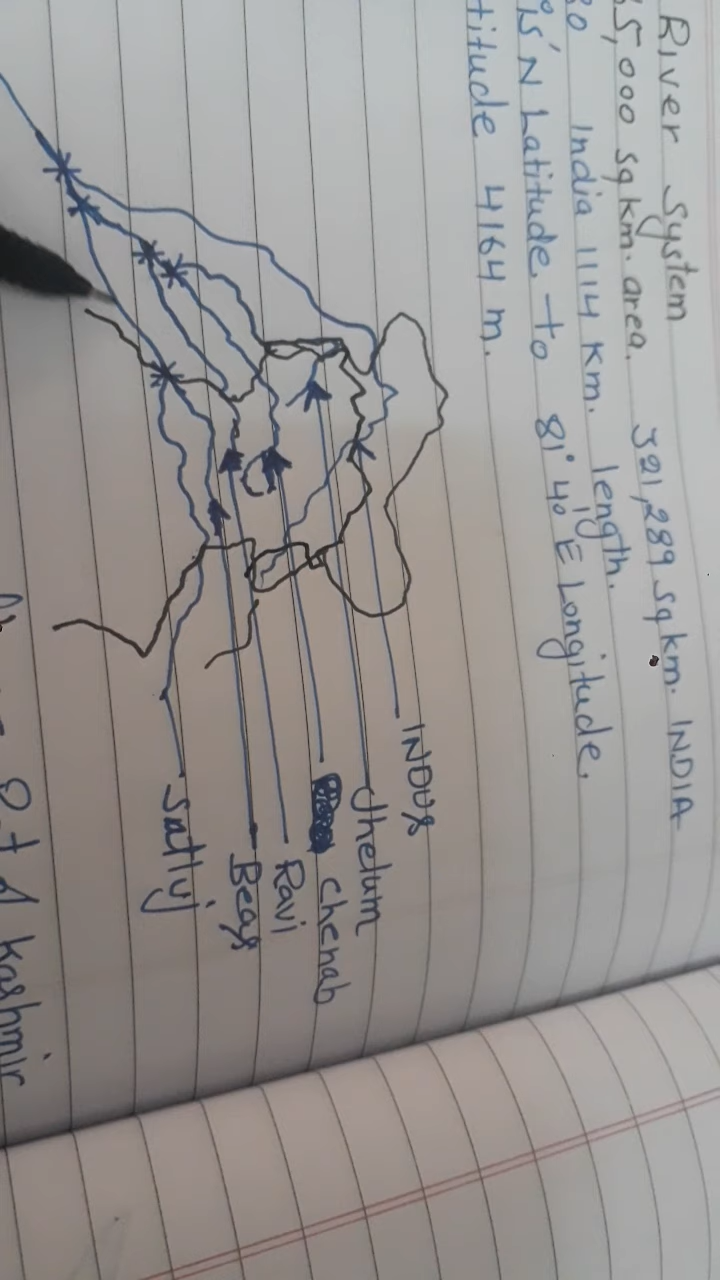 River System
5,000 sq km. area. 321,289 sq km. INDIA
80 India 1114 km. length.
N Latitude to 81° 40' E Longitude.
titude 4164 m.
INDUS
Jhelum
Chenab
Ravi
Beas
Satluj
Kashmir